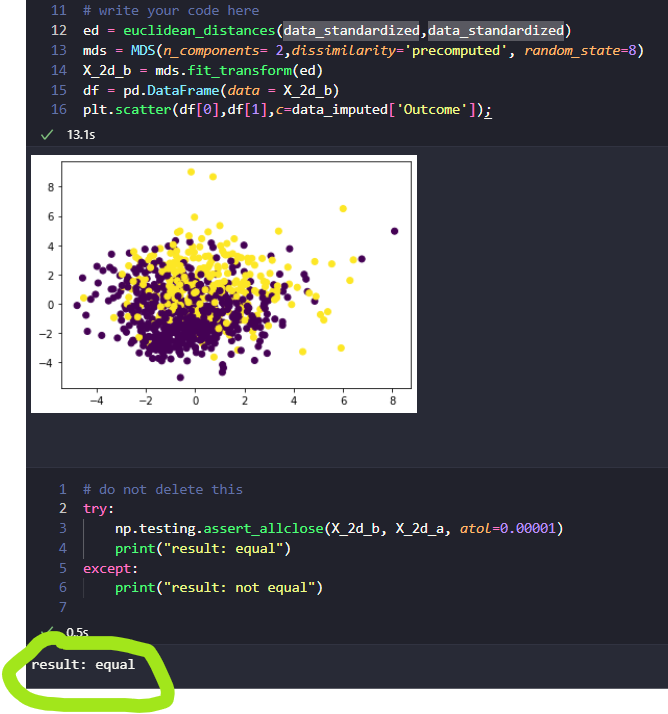 11 # write your code here
12 ed = euclidean_distances(data_standardized,data_standardized)
13 mds = MDS(n_components= 2,dissimilarity='precomputed', random_state=8)
14 X_2d_b = mds.fit_transform(ed)
15 df = pd.DataFrame(data = X_2d_b)
16 plt.scatter(df[0],df[1],c=data_imputed['Outcome']);
13.1s
8
6
4
2
0
−2
−4
−4 −2 0 2 4 6 8
1 # do not delete this
2 try:
3 np.testing.assert_allclose(X_2d_b, X_2d_a, atol=0.00001)
4 print("result: equal")
5 except:
6 print("result: not equal")
7
0.5s
result: equal